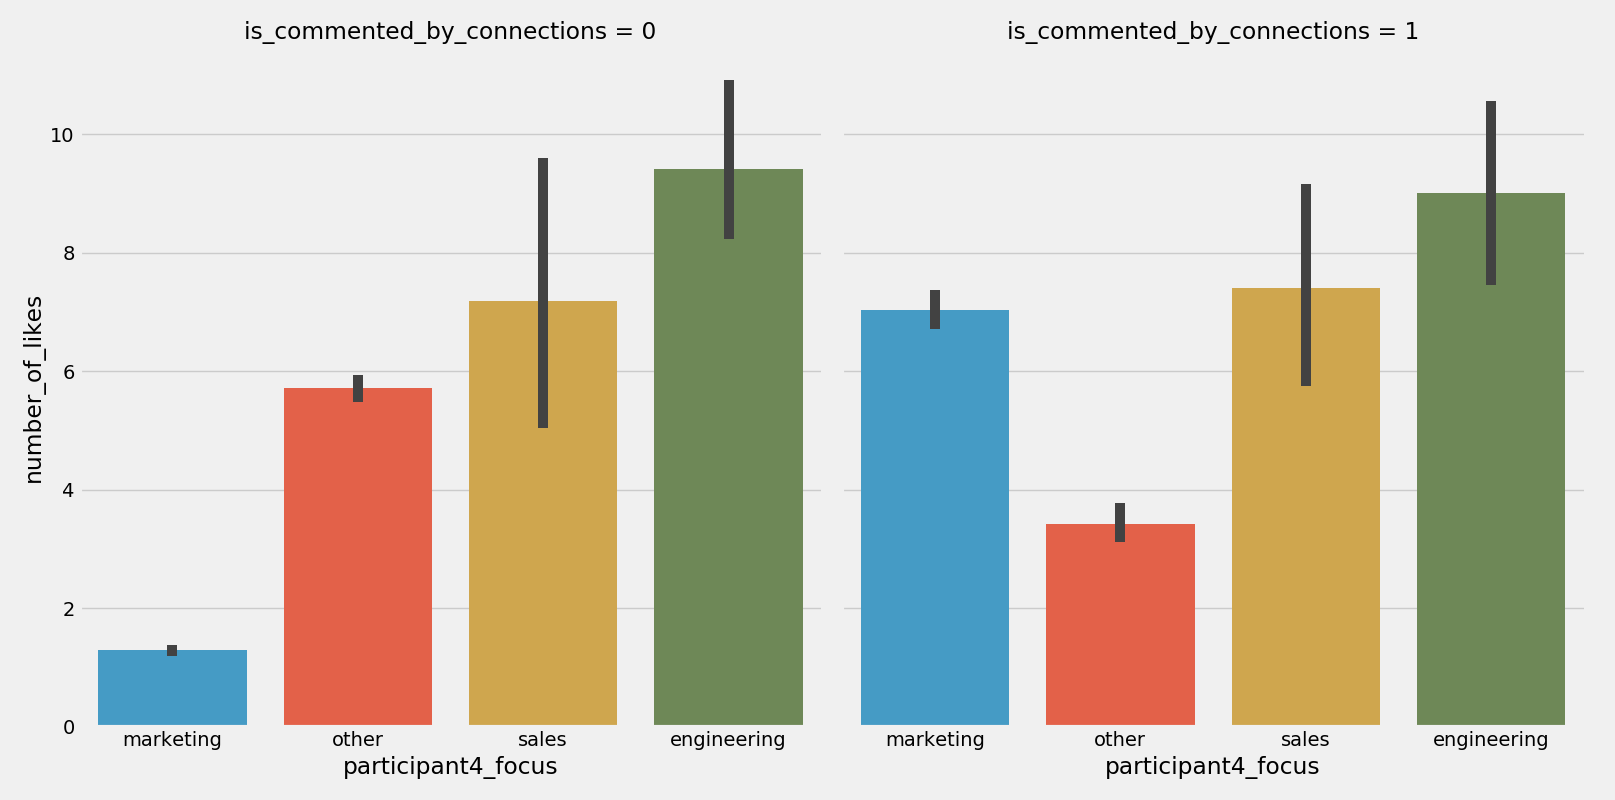 is_commented_by_connections = 0
is_commented_by_connections = 1
number_of_likes
10
8
6
4
2
0
marketing other sales engineering
marketing other sales engineering
participant4_focus
participant4_focus